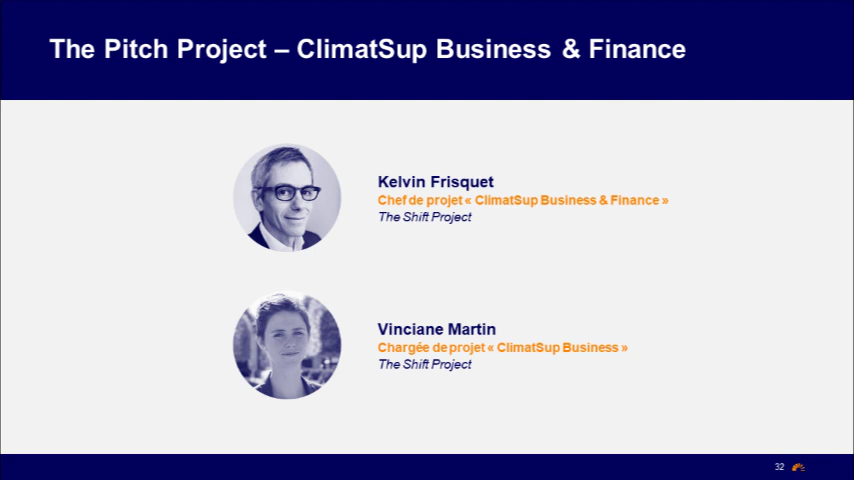 The Pitch Project – ClimatSup Business & Finance
Kelvin Frisquet
Chef de projet « ClimatSup Business & Finance »
The Shift Project
Vinciane Martin
Chargée de projet « ClimatSup Business »
The Shift Project
32